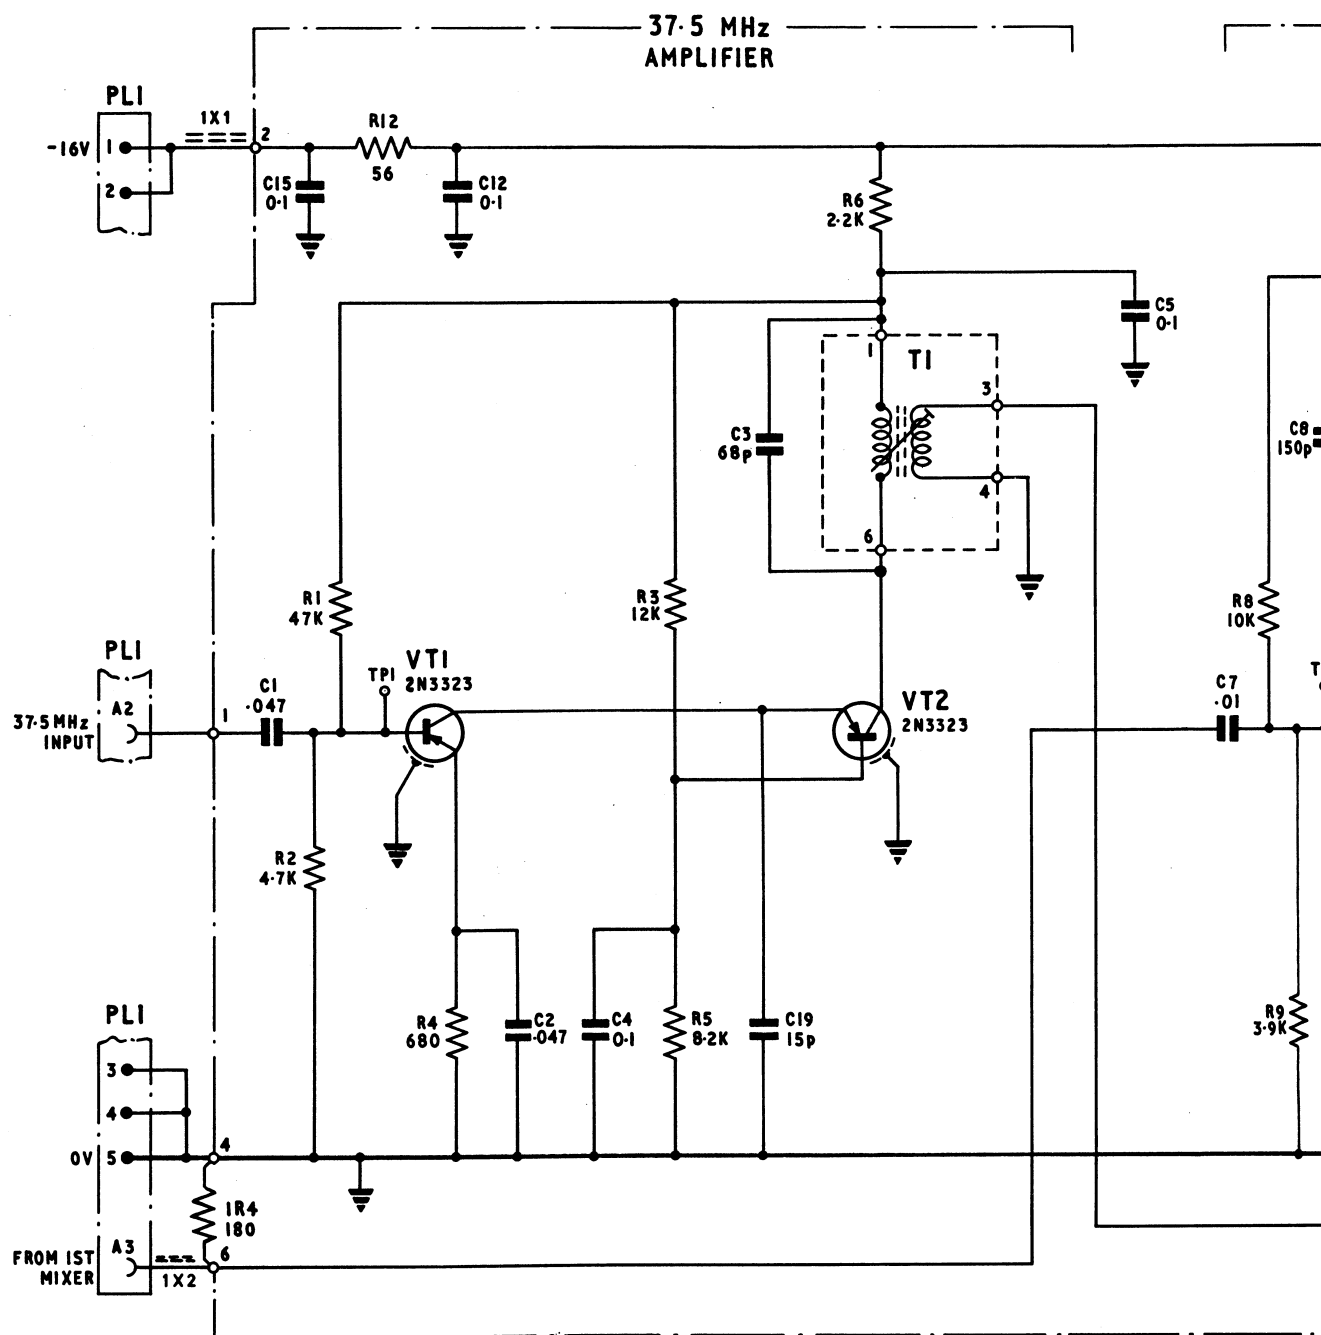 37·5 MHz
AMPLIFIER
PL1
1X1
-16V
1
2
2
R12
56
C15
0·1
C12
0·1
R6
2·2K
C5
0·1
1
T1
3
C3
68p
4
6
C8
150p
R1
47K
R3
12K
R8
10K
PL1
A2
37·5MHz
INPUT
1
C1
·047
TP1
VT1
2N3323
VT2
2N3323
C7
·01
T
R2
4·7K
PL1
3
4
0V
5
4
R4
680
C2
·047
C4
0·1
R5
8·2K
C19
15p
R9
3·9K
1R4
180
A3
FROM 1ST
MIXER
1X2
6